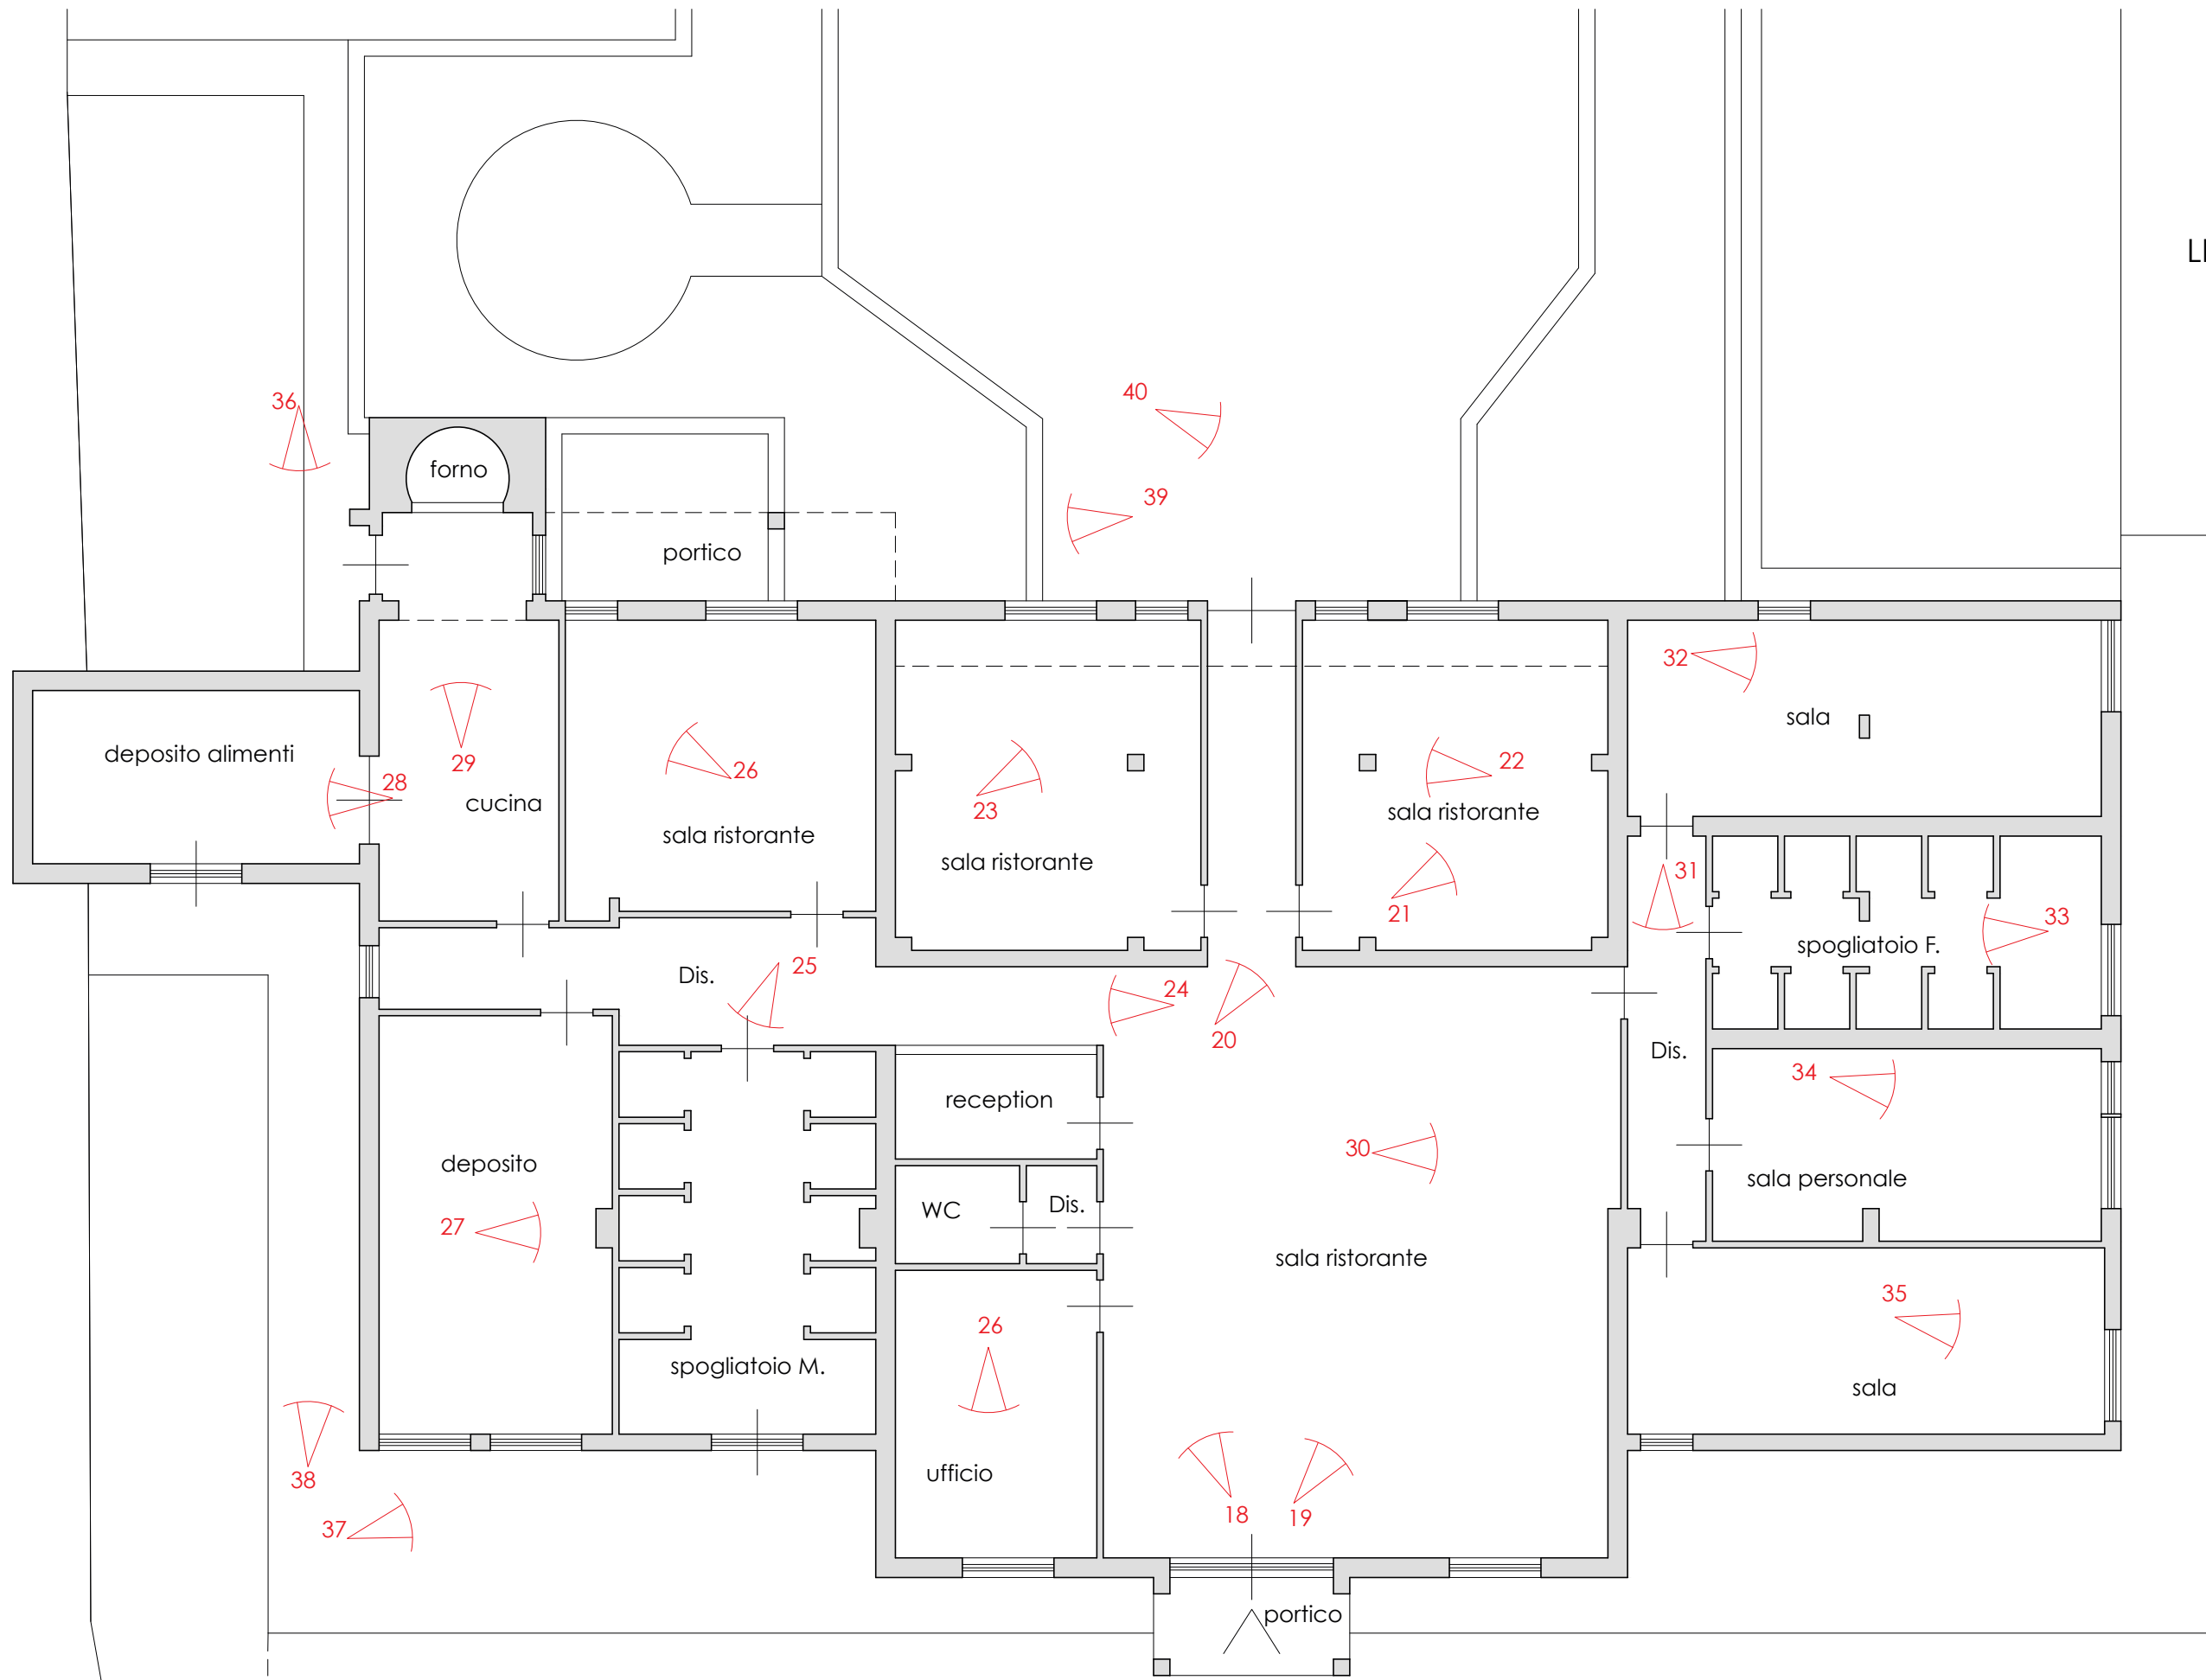 LE
36
40
forno
39
portico
32
sala
deposito alimenti
29
26
22
28
cucina
23
sala ristorante
sala ristorante
sala ristorante
31
21
33
spogliatoio F.
25
Dis.
24
20
Dis.
34
reception
30
deposito
sala personale
WC
Dis.
27
sala ristorante
35
26
spogliatoio M.
sala
ufficio
38
18
19
37
portico